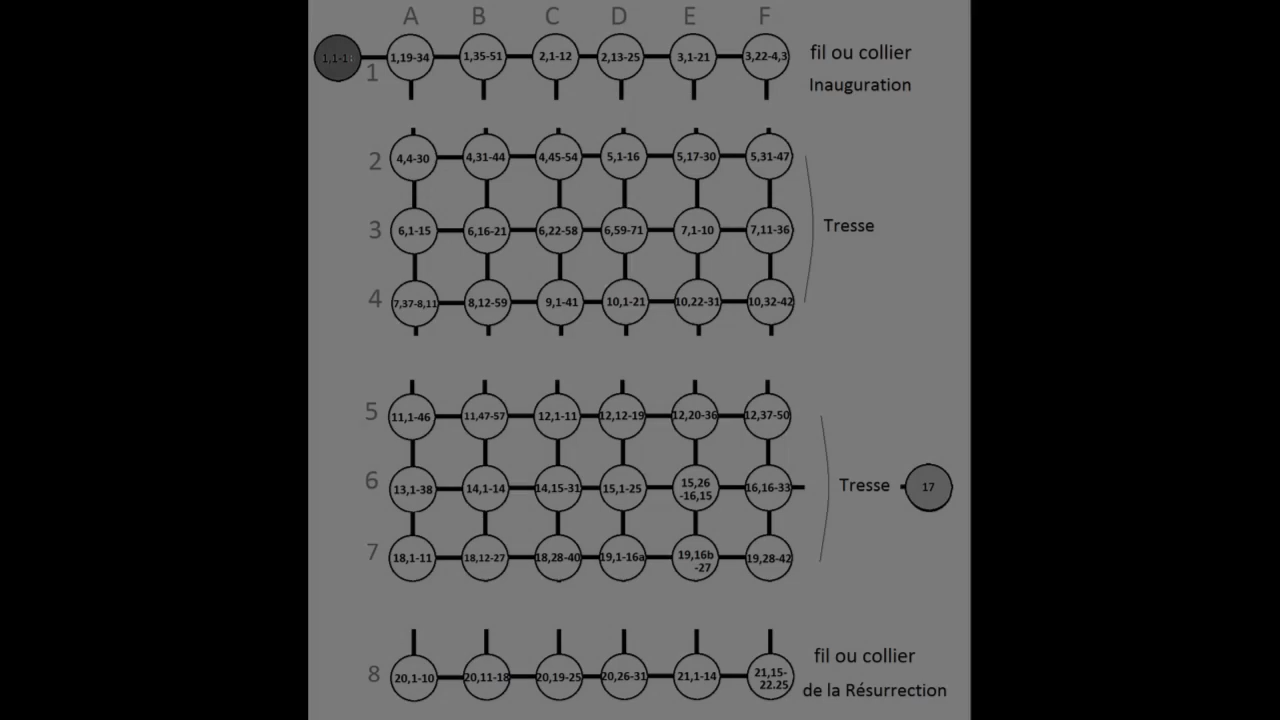 A B C D E F
1,19-34 1,35-51 2,1-12 2,13-25 3,1-21 3,22-4,3 fil ou collier
1 Inauguration
2 4,4-30 4,31-44 4,45-54 5,1-16 5,17-30 5,31-47
3 6,1-15 6,16-21 6,22-58 6,59-71 7,1-10 7,11-36 Tresse
4 7,37-8,11 8,12-59 9,1-41 10,1-21 10,22-31 10,32-42
5 11,1-46 11,47-57 12,1-11 12,12-19 12,20-36 12,37-50
6 13,1-38 14,1-14 14,15-31 15,1-25 15,26 -16,15 16,16-33 Tresse 17
7 18,1-11 18,12-27 18,28-40 19,1-16a 19,16b -27 19,28-42
8 20,1-10 20,11-18 20,19-25 20,26-31 21,1-14 21,15- 22.25 fil ou collier
de la Résurrection